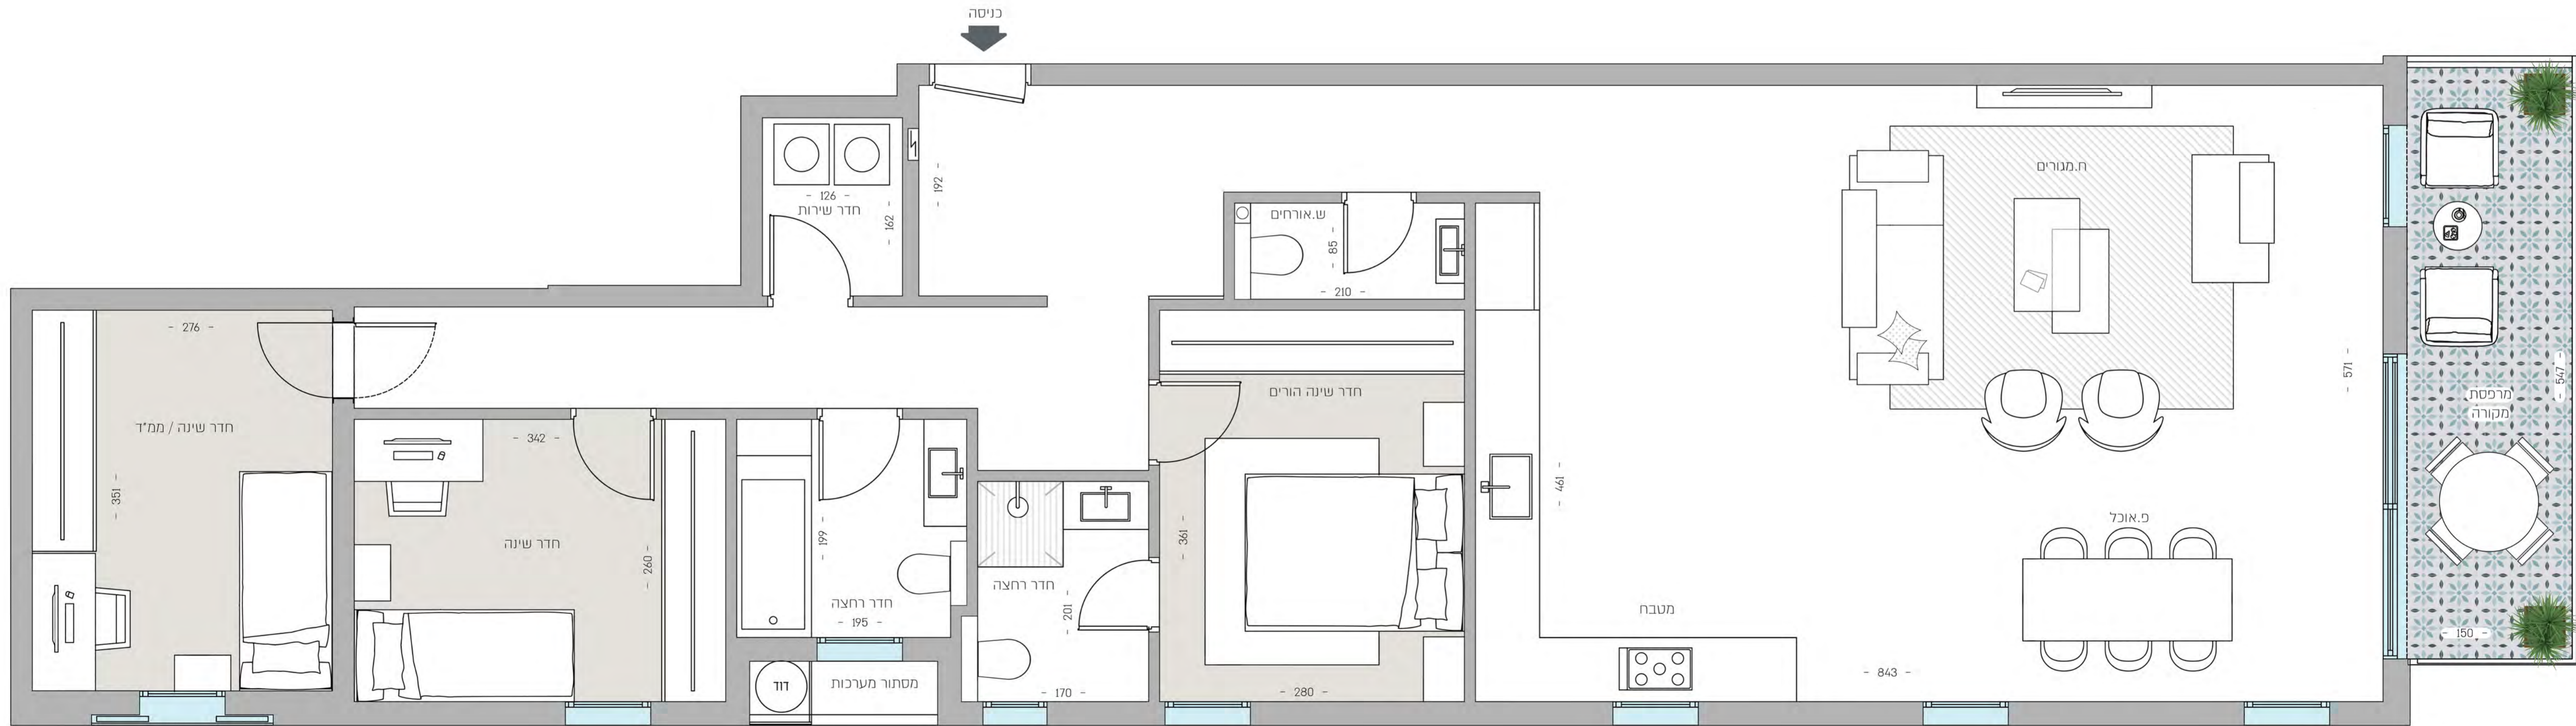 כניסה
- 126 -
חדר שירות
- 162 -
- 192 -
ש.אורחים
- 85 -
- 210 -
ח.מגורים
- 571 -
- 547 -
מרפסת
מקורה
- 150 -
- 276 -
חדר שינה / ממ"ד
- 351 -
- 342 -
חדר שינה
- 260 -
- 199 -
חדר רחצה
- 195 -
דוד
מסתור מערכות
חדר רחצה
- 201 -
- 170 -
חדר שינה הורים
- 361 -
- 280 -
- 461 -
מטבח
פ.אוכל
- 843 -